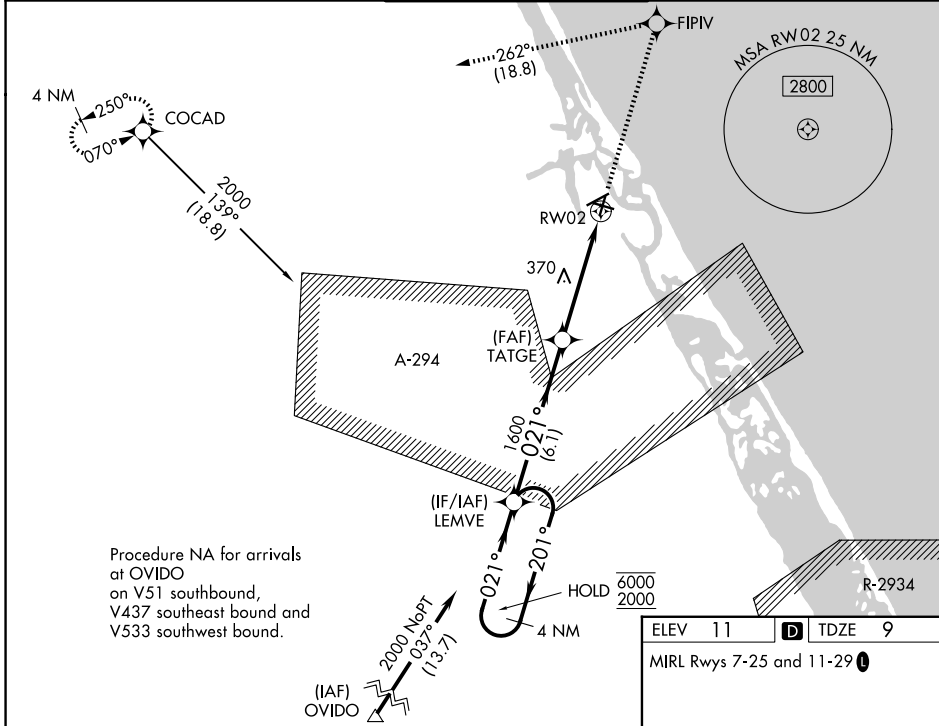 FIPIV
262°
(18.8)
MSA RW02 25 NM
2800
4 NM
250°
070°
COCAD
2000
139°
(18.8)
RW02
370
(FAF)
TATGE
A-294
1600
021°
(6.1)
(IF/IAF)
LEMVE
021°
201°
HOLD
6000
2000
4 NM
Procedure NA for arrivals
at OVIDO
on V51 southbound,
V437 southeast bound and
V533 southwest bound.
2000 NoPT
037°
(13.7)
(IAF)
OVIDO
R-2934
ELEV 11 D TDZE 9
MIRL Rwys 7-25 and 11-29 L